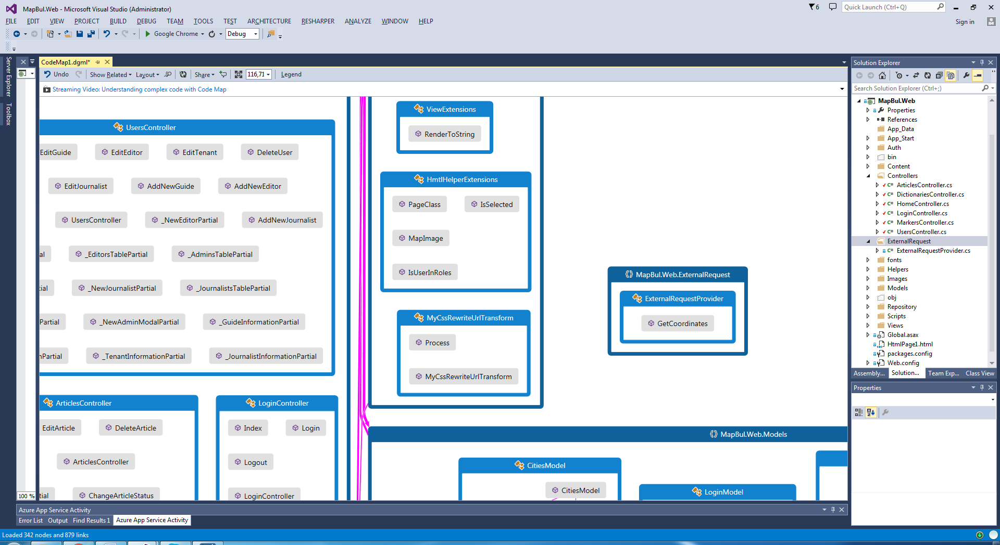 MapBul.Web - Microsoft Visual Studio (Administrator)
6
Quick Launch (Ctrl+Q)
FILE EDIT VIEW PROJECT BUILD DEBUG TEAM TOOLS TEST ARCHITECTURE RESHARPER ANALYZE WINDOW HELP
Sign in
Google Chrome
Debug
Server Explorer
Toolbox
CodeMap1.dgml*
Undo Show Related Layout Share 116,71 Legend
Streaming Video: Understanding complex code with Code Map
UsersController
EditGuide
EditEditor
EditTenant
DeleteUser
EditJournalist
AddNewGuide
AddNewEditor
UsersController
_NewEditorPartial
AddNewJournalist
al
_EditorsTablePartial
_AdminsTablePartial
ial
_NewJournalistPartial
_JournalistsTablePartial
Partial
_NewAdminModalPartial
_GuideInformationPartial
nPartial
_TenantInformationPartial
_JournalistInformationPartial
ArticlesController
EditArticle
DeleteArticle
ArticlesController
tial
ChangeArticleStatus
LoginController
Index
Login
Logout
LoginController
ViewExtensions
RenderToString
HmtlHelperExtensions
PageClass
IsSelected
MapImage
IsUserInRoles
MyCssRewriteUrlTransform
Process
MyCssRewriteUrlTransform
MapBul.Web.ExternalRequest
ExternalRequestProvider
GetCoordinates
MapBul.Web.Models
CitiesModel
CitiesModel
LoginModel
100 %
Solution Explorer
Search Solution Explorer (Ctrl+;)
MapBul.Web
Properties
References
App_Data
App_Start
Auth
bin
Content
Controllers
C# ArticlesController.cs
C# DictionariesController.cs
C# HomeController.cs
C# LoginController.cs
C# MarkersController.cs
C# UsersController.cs
ExternalRequest
C# ExternalRequestProvider.cs
fonts
Helpers
Images
Models
obj
Repository
Scripts
Views
Global.asax
HtmlPage1.html
packages.config
Web.config
Assembly... Solution... Team Exp... Class View
Properties
Azure App Service Activity
Error List Output Find Results 1 Azure App Service Activity
Loaded 342 nodes and 879 links